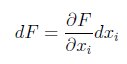 dF = \frac{\partial F}{\partial x_i} dx_i